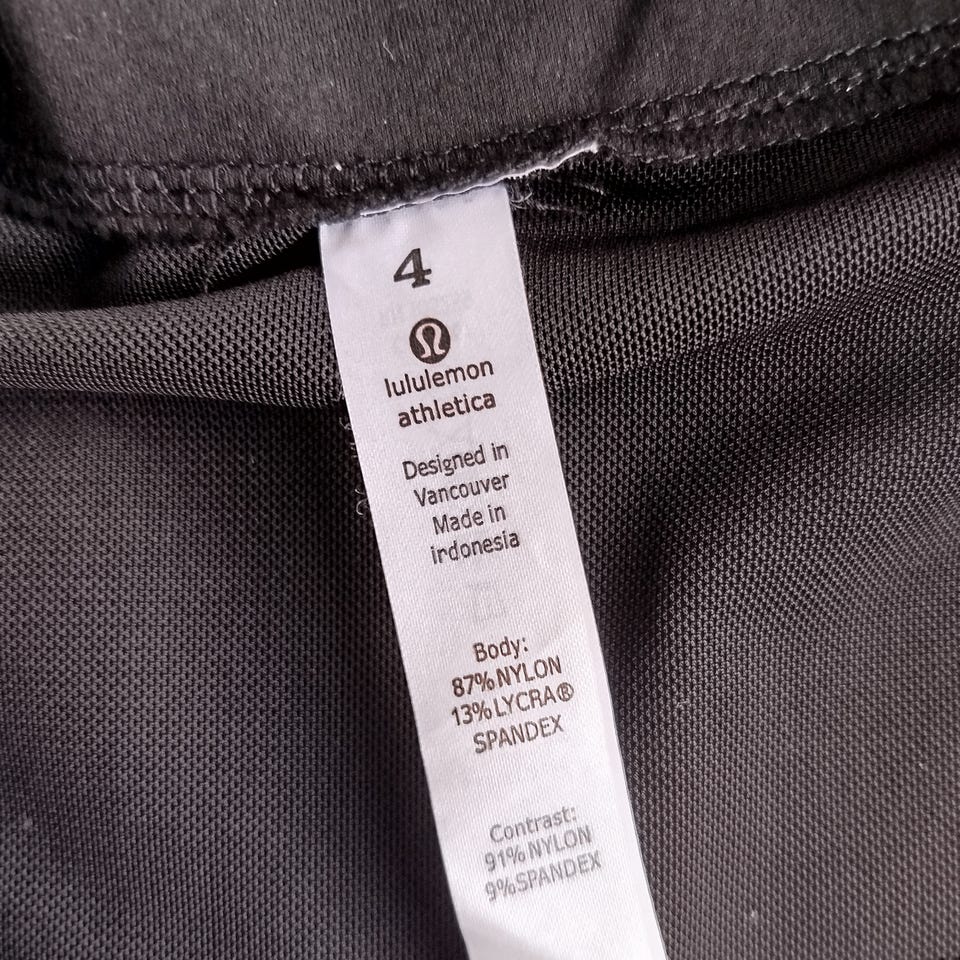 4
lululemon
athletica
Designed in
Vancouver
Made in
irdonesia
Body:
87% NYLON
13% LYCRA®
SPANDEX
Contrast:
91% NYLON
9% SPANDEX